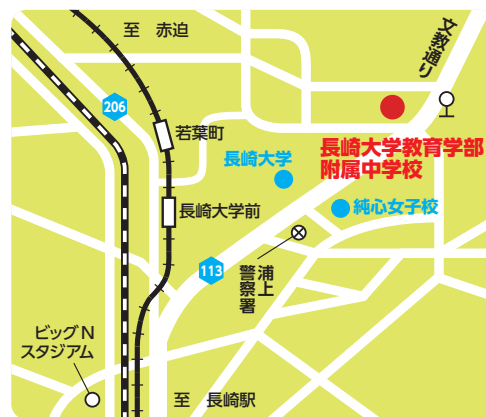 至 赤迫
文教通り
206
若葉町
長崎大学教育学部
附属中学校
長崎大学
純心女子校
長崎大学前
113
浦上
警察署
ビッグN
スタジアム
至 長崎駅